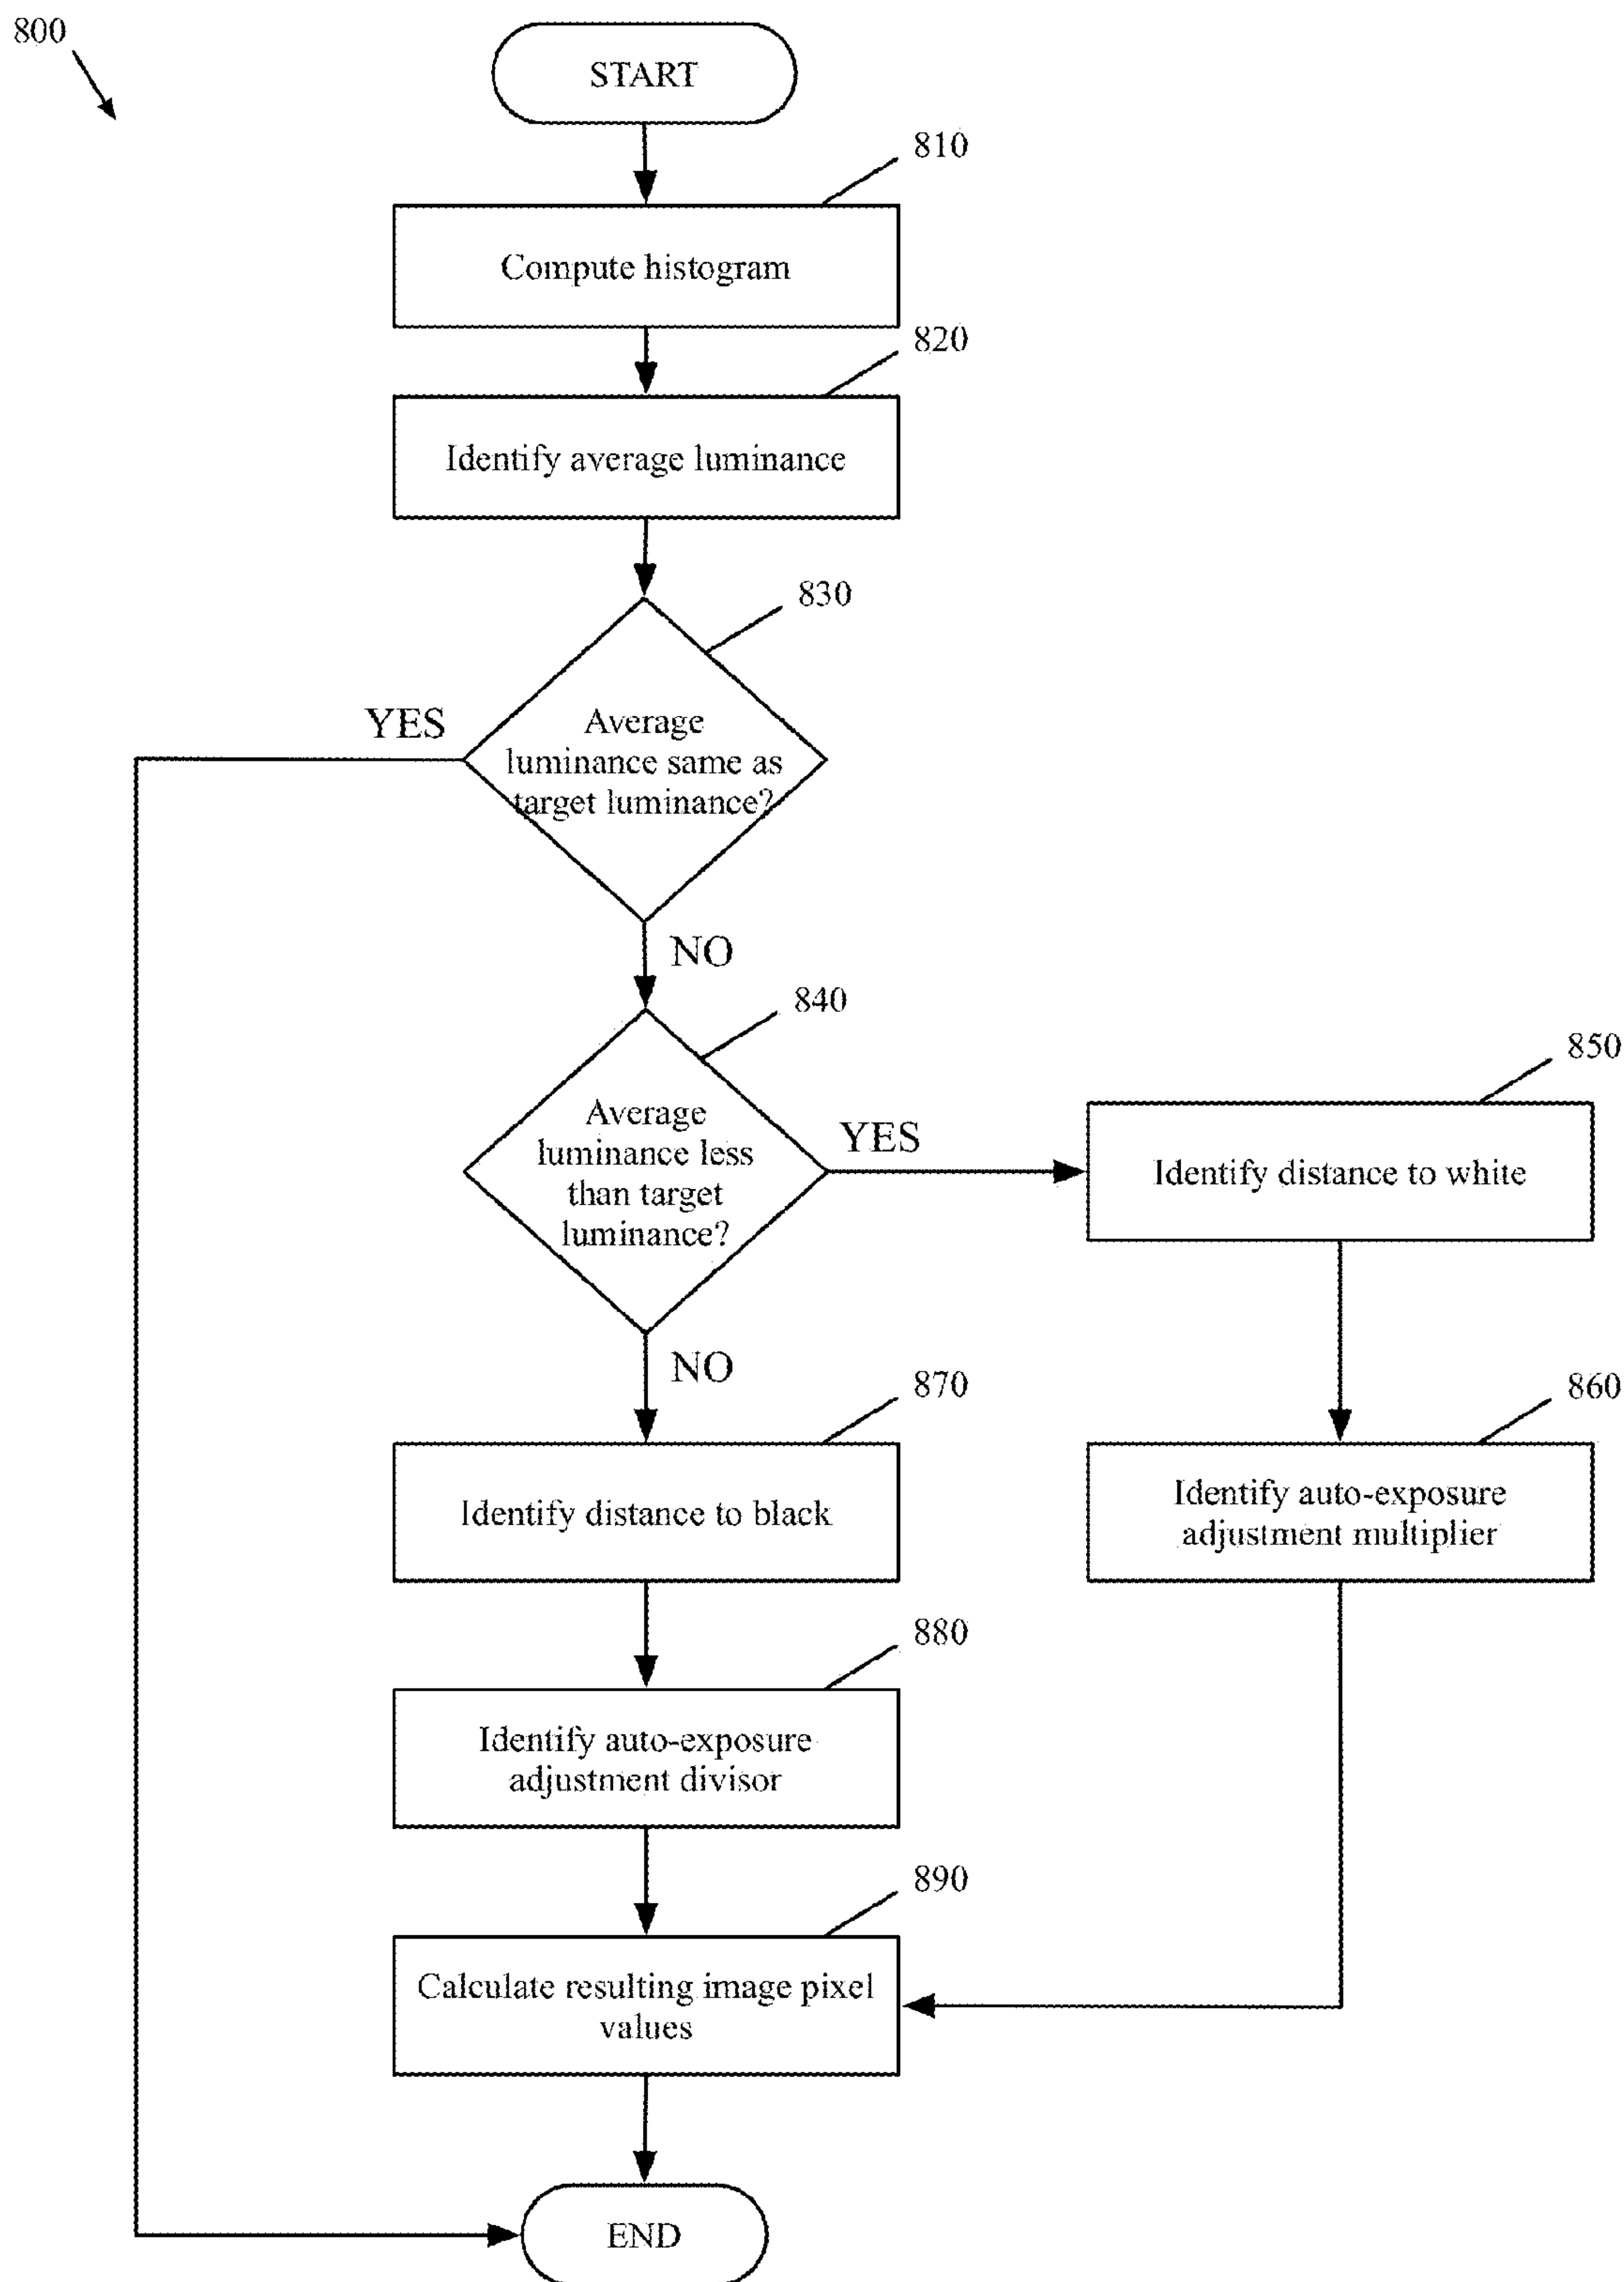 800
START
810
Compute histogram
820
Identify average luminance
830
YES
Average
luminance same as
target luminance?
NO
840
Average
luminance less
than target
luminance?
YES
850
Identify distance to white
NO
870
860
Identify distance to black
Identify auto-exposure
adjustment multiplier
880
Identify auto-exposure
adjustment divisor
890
Calculate resulting image pixel
values
END